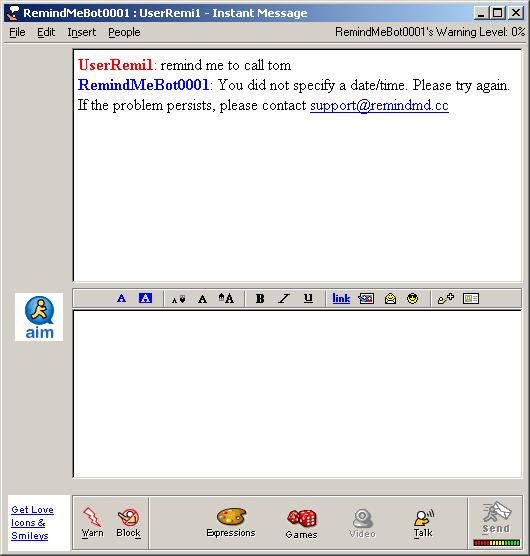 RemindMeBot0001 : UserRemi1 - Instant Message
File Edit Insert People RemindMeBot0001's Warning Level: 0%
UserRemi1: remind me to call tom
RemindMeBot0001: You did not specify a date/time. Please try again.
If the problem persists, please contact support@remindmd.cc
A A A A A B I U link
aim
Get Love
Icons &
Smileys
Warn Block Expressions Games Video Talk Send